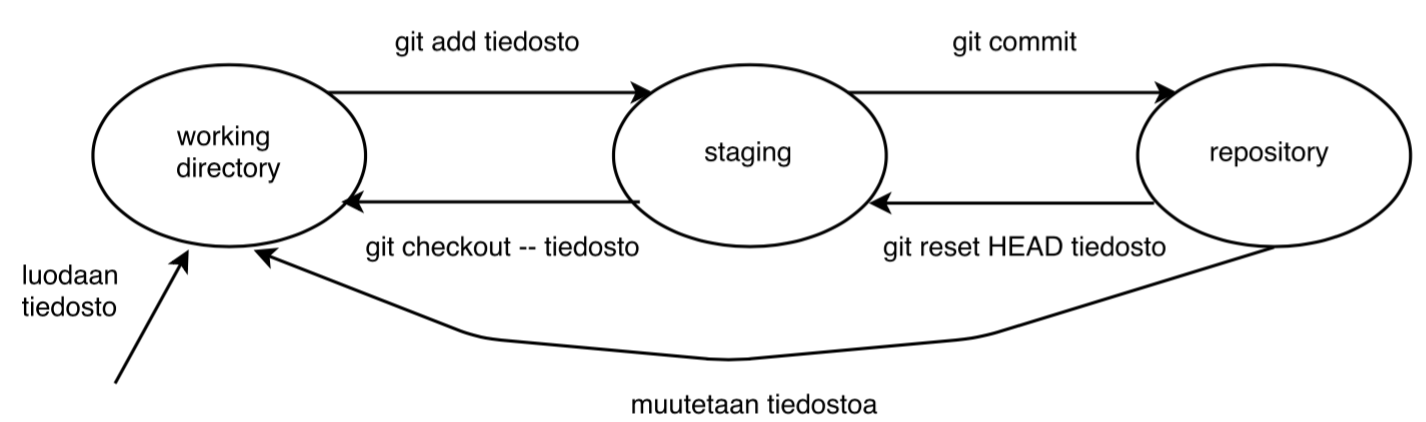 git add tiedosto
git commit
working
directory
staging
repository
git checkout -- tiedosto
git reset HEAD tiedosto
luodaan
tiedosto
muutetaan tiedostoa